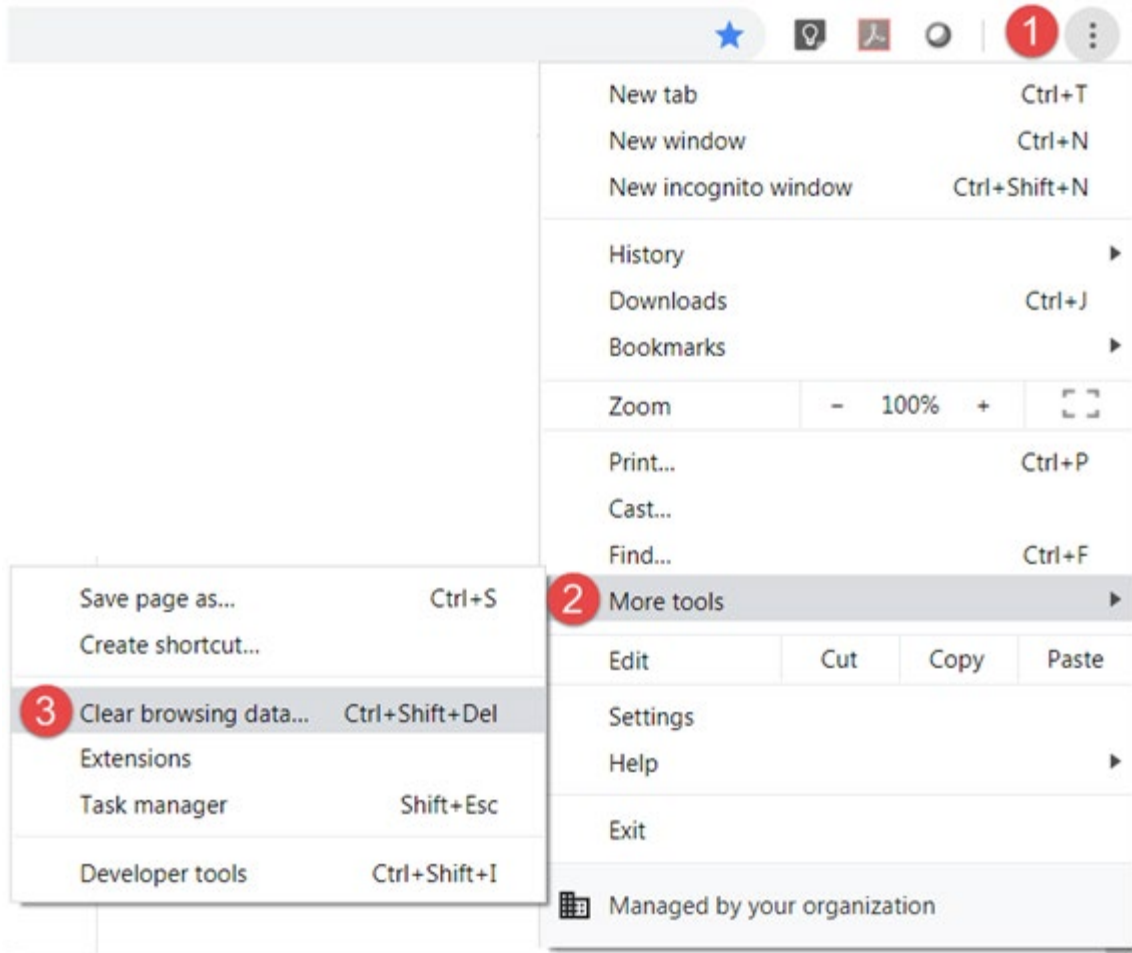 1
New tab Ctrl+T
New window Ctrl+N
New incognito window Ctrl+Shift+N
History
Downloads Ctrl+J
Bookmarks
Zoom - 100% +
Print... Ctrl+P
Cast...
Find... Ctrl+F
2 More tools
Edit Cut Copy Paste
Settings
Help
Exit
Managed by your organization
Save page as... Ctrl+S
Create shortcut...
3 Clear browsing data... Ctrl+Shift+Del
Extensions
Task manager Shift+Esc
Developer tools Ctrl+Shift+I